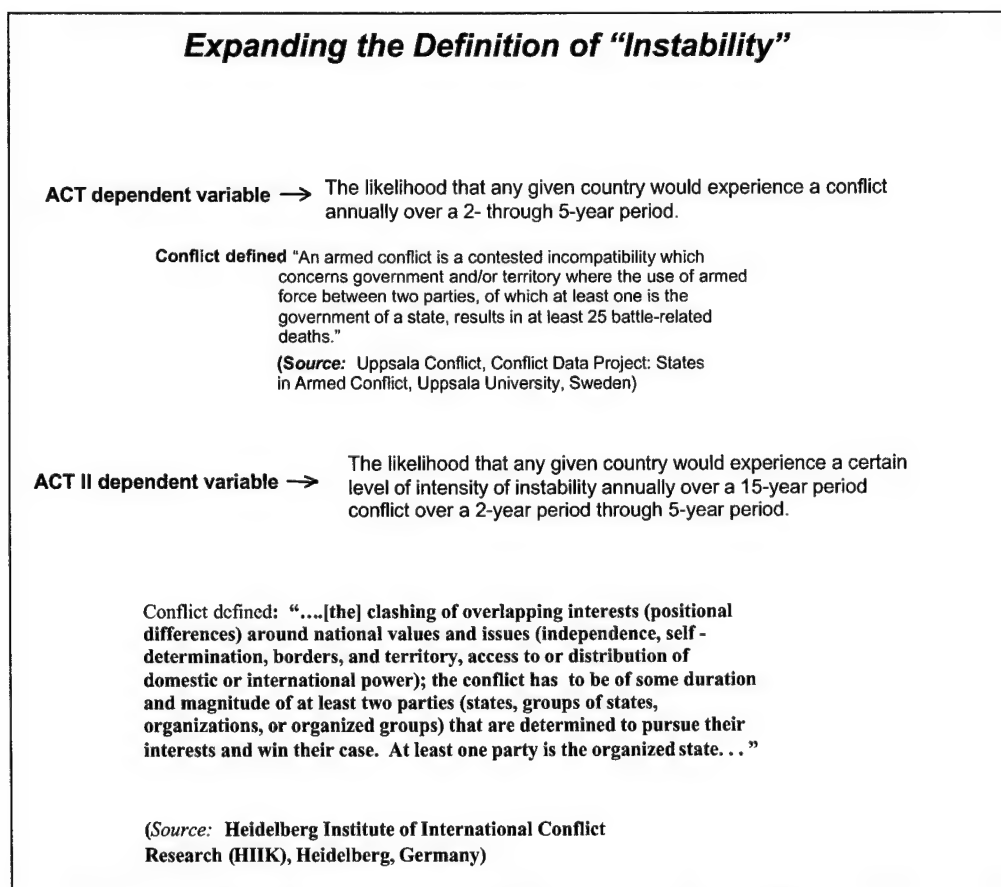 Expanding the Definition of “Instability”
ACT dependent variable → The likelihood that any given country would experience a conflict
annually over a 2- through 5-year period.
Conflict defined "An armed conflict is a contested incompatibility which
concerns government and/or territory where the use of armed
force between two parties, of which at least one is the
government of a state, results in at least 25 battle-related
deaths."
(Source: Uppsala Conflict, Conflict Data Project: States
in Armed Conflict, Uppsala University, Sweden)
ACT II dependent variable → The likelihood that any given country would experience a certain
level of intensity of instability annually over a 15-year period
conflict over a 2-year period through 5-year period.
Conflict defined: “....[the] clashing of overlapping interests (positional
differences) around national values and issues (independence, self -
determination, borders, and territory, access to or distribution of
domestic or international power); the conflict has to be of some duration
and magnitude of at least two parties (states, groups of states,
organizations, or organized groups) that are determined to pursue their
interests and win their case. At least one party is the organized state. . . ”
(Source: Heidelberg Institute of International Conflict
Research (HIIK), Heidelberg, Germany)